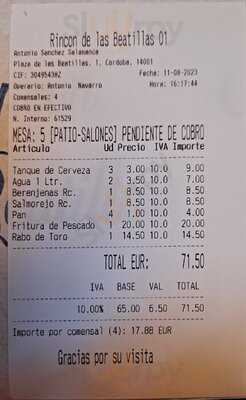 Rincon de las Beatillas 01
Antonio Sanchez Salamanca
Plaza de las Beatillas. 1, Cordoba, 14001
CIF: 30495438Z Fecha: 11-08-2023
Operario: Antonio Navarro Hora: 16:17:44
Comensales: 4
COBRO EN EFECTIVO
N. Interno: 61529
MESA: 5 [PATIO-SALONES] PENDIENTE DE COBRO
Articulo Ud Precio IVA Importe
Tanque de Cerveza 3 3.00 10.0 9.00
Agua 1 Ltr. 2 3.50 10.0 7.00
Berenjenas Rc. 1 8.50 10.0 8.50
Salmorejo Rc. 1 8.50 10.0 8.50
Pan 4 1.00 10.0 4.00
Fritura de Pescado 1 20.00 10.0 20.00
Rabo de Toro 1 14.50 10.0 14.50
TOTAL EUR: 71.50
IVA BASE VAL TOTAL
10.00% 65.00 6.50 71.50
Importe por comensal (4): 17.88 EUR
Gracias por su visita